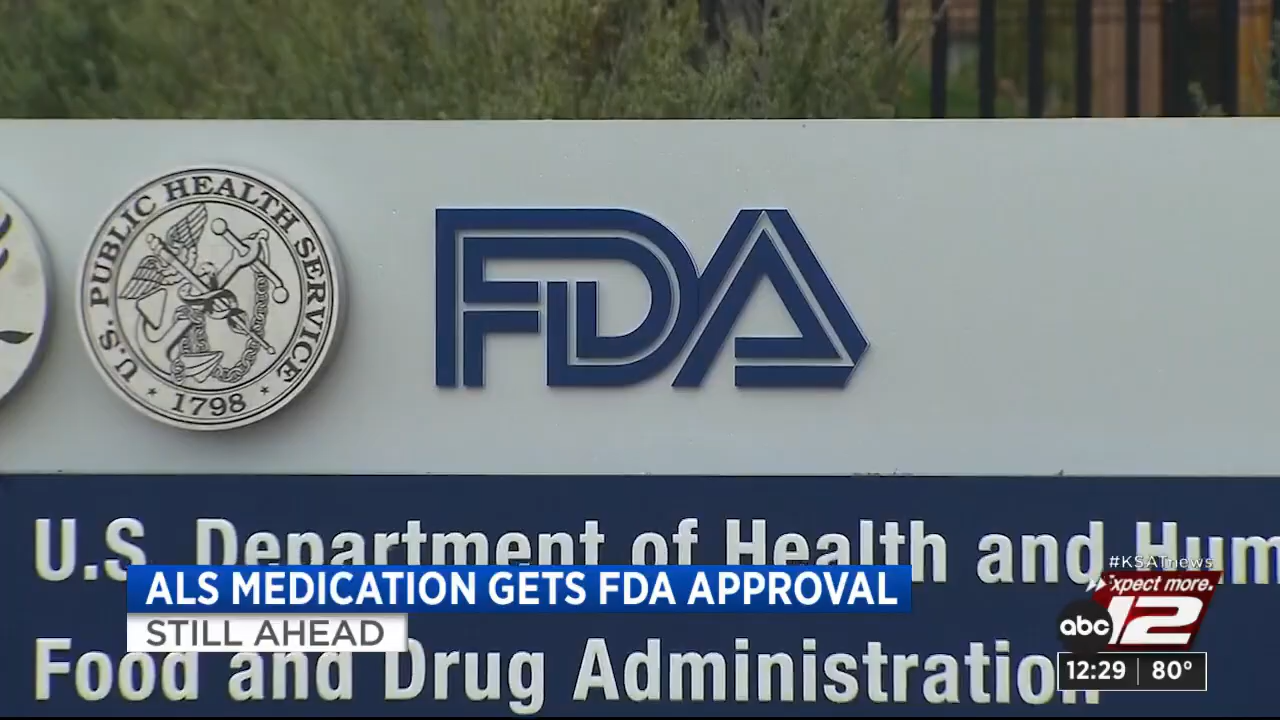 U.S. PUBLIC HEALTH SERVICE
1798
FDA
U.S. Department of Health and Hum
Food and Drug Administration
ALS MEDICATION GETS FDA APPROVAL
STILL AHEAD
#KSATnews
Expect more.
abc 12
12:29 80°